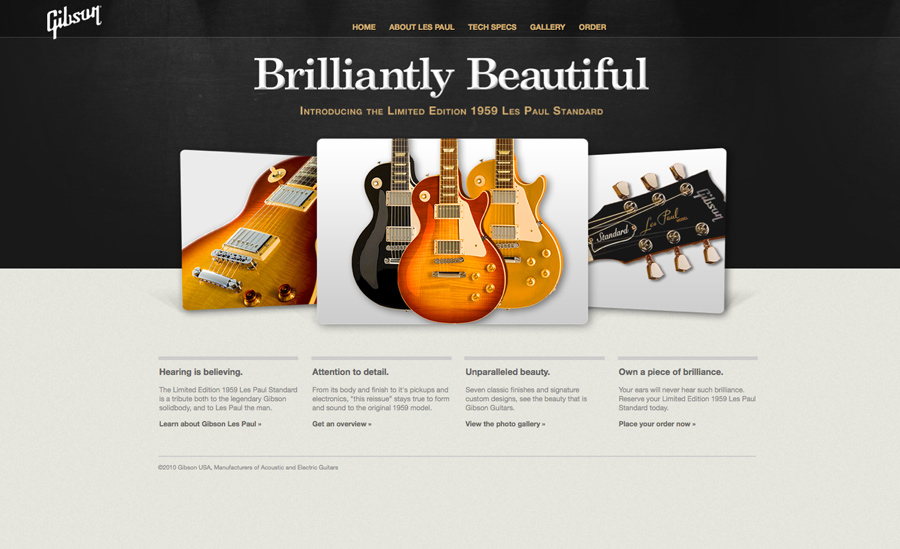 Gibson
HOME ABOUT LES PAUL TECH SPECS GALLERY ORDER
Brilliantly Beautiful
Introducing the Limited Edition 1959 Les Paul Standard
Standard
Les Paul
MODEL
Gibson
Hearing is believing.
The Limited Edition 1959 Les Paul Standard
is a tribute both to the legendary Gibson
solidbody, and to Les Paul the man.
Learn about Gibson Les Paul »
Attention to detail.
From its body and finish to it's pickups and
electronics, "this reissue" stays true to form
and sound to the original 1959 model.
Get an overview »
Unparalleled beauty.
Seven classic finishes and signature
custom designs, see the beauty that is
Gibson Guitars.
View the photo gallery »
Own a piece of brilliance.
Your ears will never hear such brilliance.
Reserve your Limited Edition 1959 Les Paul
Standard today.
Place your order now »
©2010 Gibson USA, Manufacturers of Acoustic and Electric Guitars